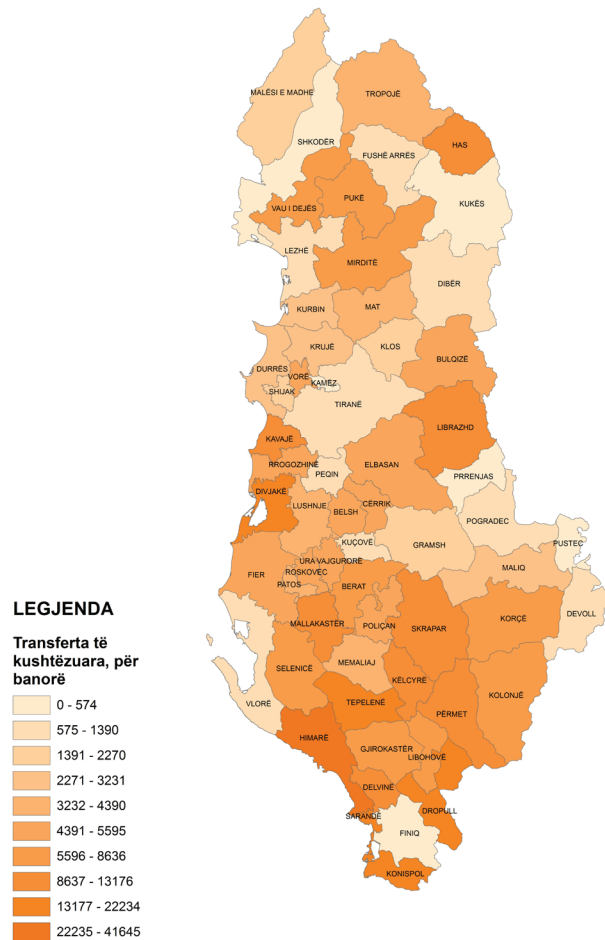 MALËSI E MADHE
TROPOJË
SHKODËR
HAS
FUSHË ARRËS
PUKË
KUKËS
VAU I DEJËS
LEZHË
MIRDITË
DIBËR
KURBIN
MAT
KRUJË
KLOS
BULQIZË
DURRËS
VORË
KAMËZ
SHIJAK
TIRANË
LIBRAZHD
KAVAJË
RROGOZHINË
ELBASAN
PEQIN
PRRENJAS
DIVJAKË
LUSHNJE
BELSH
CËRRIK
POGRADEC
PUSTEC
KUÇOVË
GRAMSH
URA VAJGURORË
MALIQ
FIER
ROSKOVEC
PATOS
BERAT
DEVOLL
KORÇË
MALLAKASTËR
POLIÇAN
SKRAPAR
SELENICË
MEMALIAJ
KËLCYRË
KOLONJË
VLORË
TEPELENË
PËRMET
HIMARË
GJIROKASTËR
LIBOHOVË
DELVINË
DROPULL
SARANDË
FINIQ
KONISPOL
LEGJENDA
Transferta të
kushtëzuara, për
banorë
0 - 574
575 - 1390
1391 - 2270
2271 - 3231
3232 - 4390
4391 - 5595
5596 - 8636
8637 - 13176
13177 - 22234
22235 - 41645